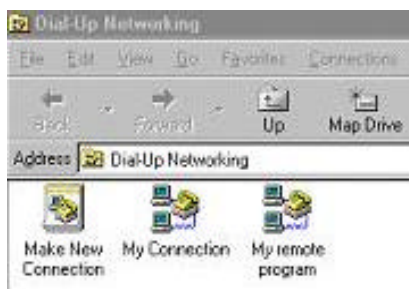 Dial-Up Networking
File Edit View Go Favorites Connections
Back Forward Up Map Drive
Address Dial-Up Networking
Make New My Connection My remote
Connection program